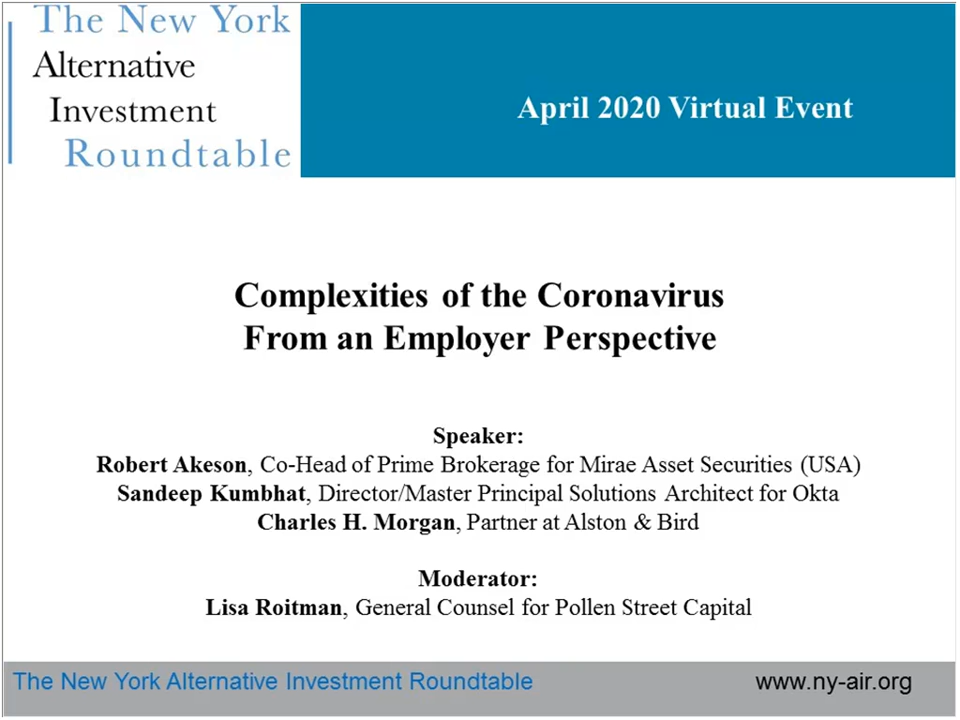 The New York
Alternative
Investment
Roundtable
April 2020 Virtual Event
Complexities of the Coronavirus
From an Employer Perspective
Speaker:
Robert Akeson, Co-Head of Prime Brokerage for Mirae Asset Securities (USA)
Sandeep Kumbhat, Director/Master Principal Solutions Architect for Okta
Charles H. Morgan, Partner at Alston & Bird
Moderator:
Lisa Roitman, General Counsel for Pollen Street Capital
The New York Alternative Investment Roundtable
www.ny-air.org